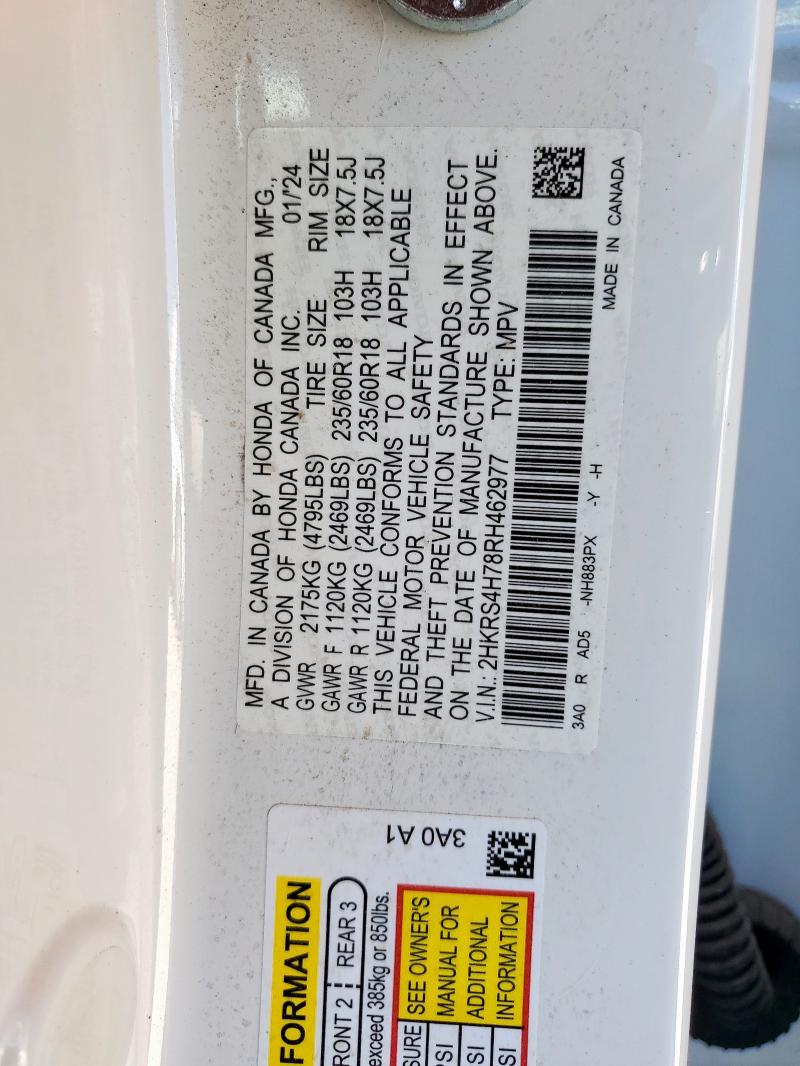 MFD. IN CANADA BY HONDA OF CANADA MFG.,
A DIVISION OF HONDA CANADA INC. 01/'24
GVWR 2175KG (4795LBS) TIRE SIZE RIM SIZE
GAWR F 1120KG (2469LBS) 235/60R18 103H 18X7.5J
GAWR R 1120KG (2469LBS) 235/60R18 103H 18X7.5J
THIS VEHICLE CONFORMS TO ALL APPLICABLE
FEDERAL MOTOR VEHICLE SAFETY
AND THEFT PREVENTION STANDARDS IN EFFECT
ON THE DATE OF MANUFACTURE SHOWN ABOVE.
V.I.N.: 2HKRS4H78RH462977 TYPE: MPV
3A0 R AD5 -NH883PX -Y -H
MADE IN CANADA
3A0 A1
FORMATION
RONT 2 REAR 3
exceed 385kg or 850lbs.
SURE SEE OWNER'S
PSI MANUAL FOR
SI ADDITIONAL
SI INFORMATION